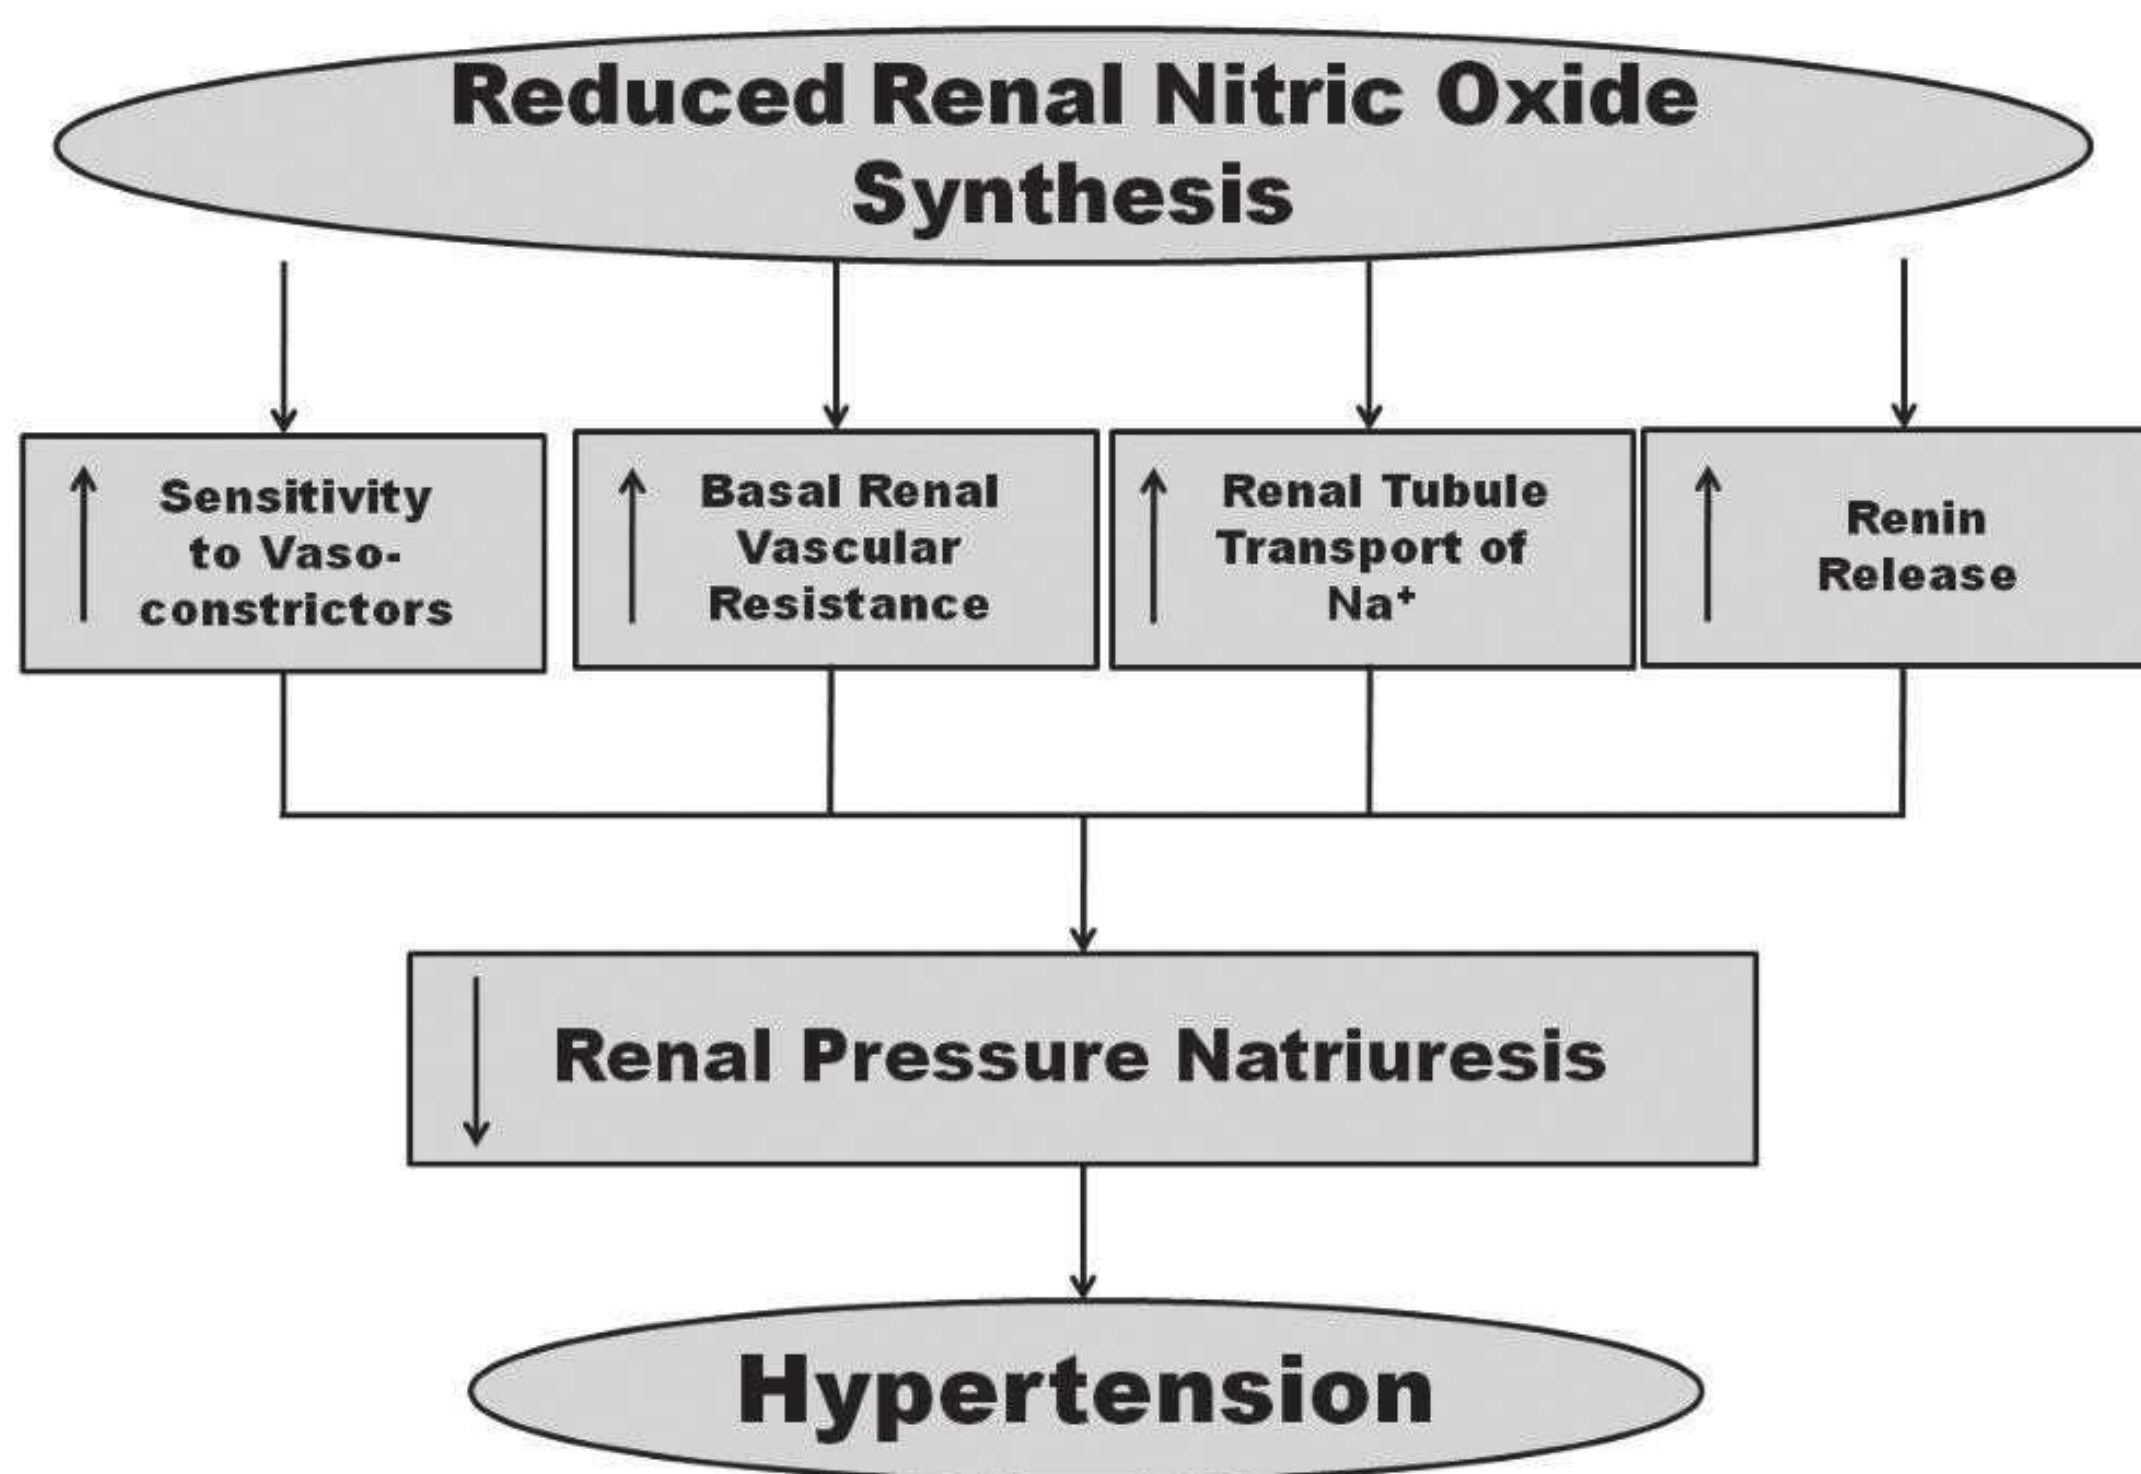 Reduced Renal Nitric Oxide
Synthesis
Sensitivity
to Vaso-
constrictors
Basal Renal
Vascular
Resistance
Renal Tubule
Transport of
Na⁺
Renin
Release
Renal Pressure Natriuresis
Hypertension